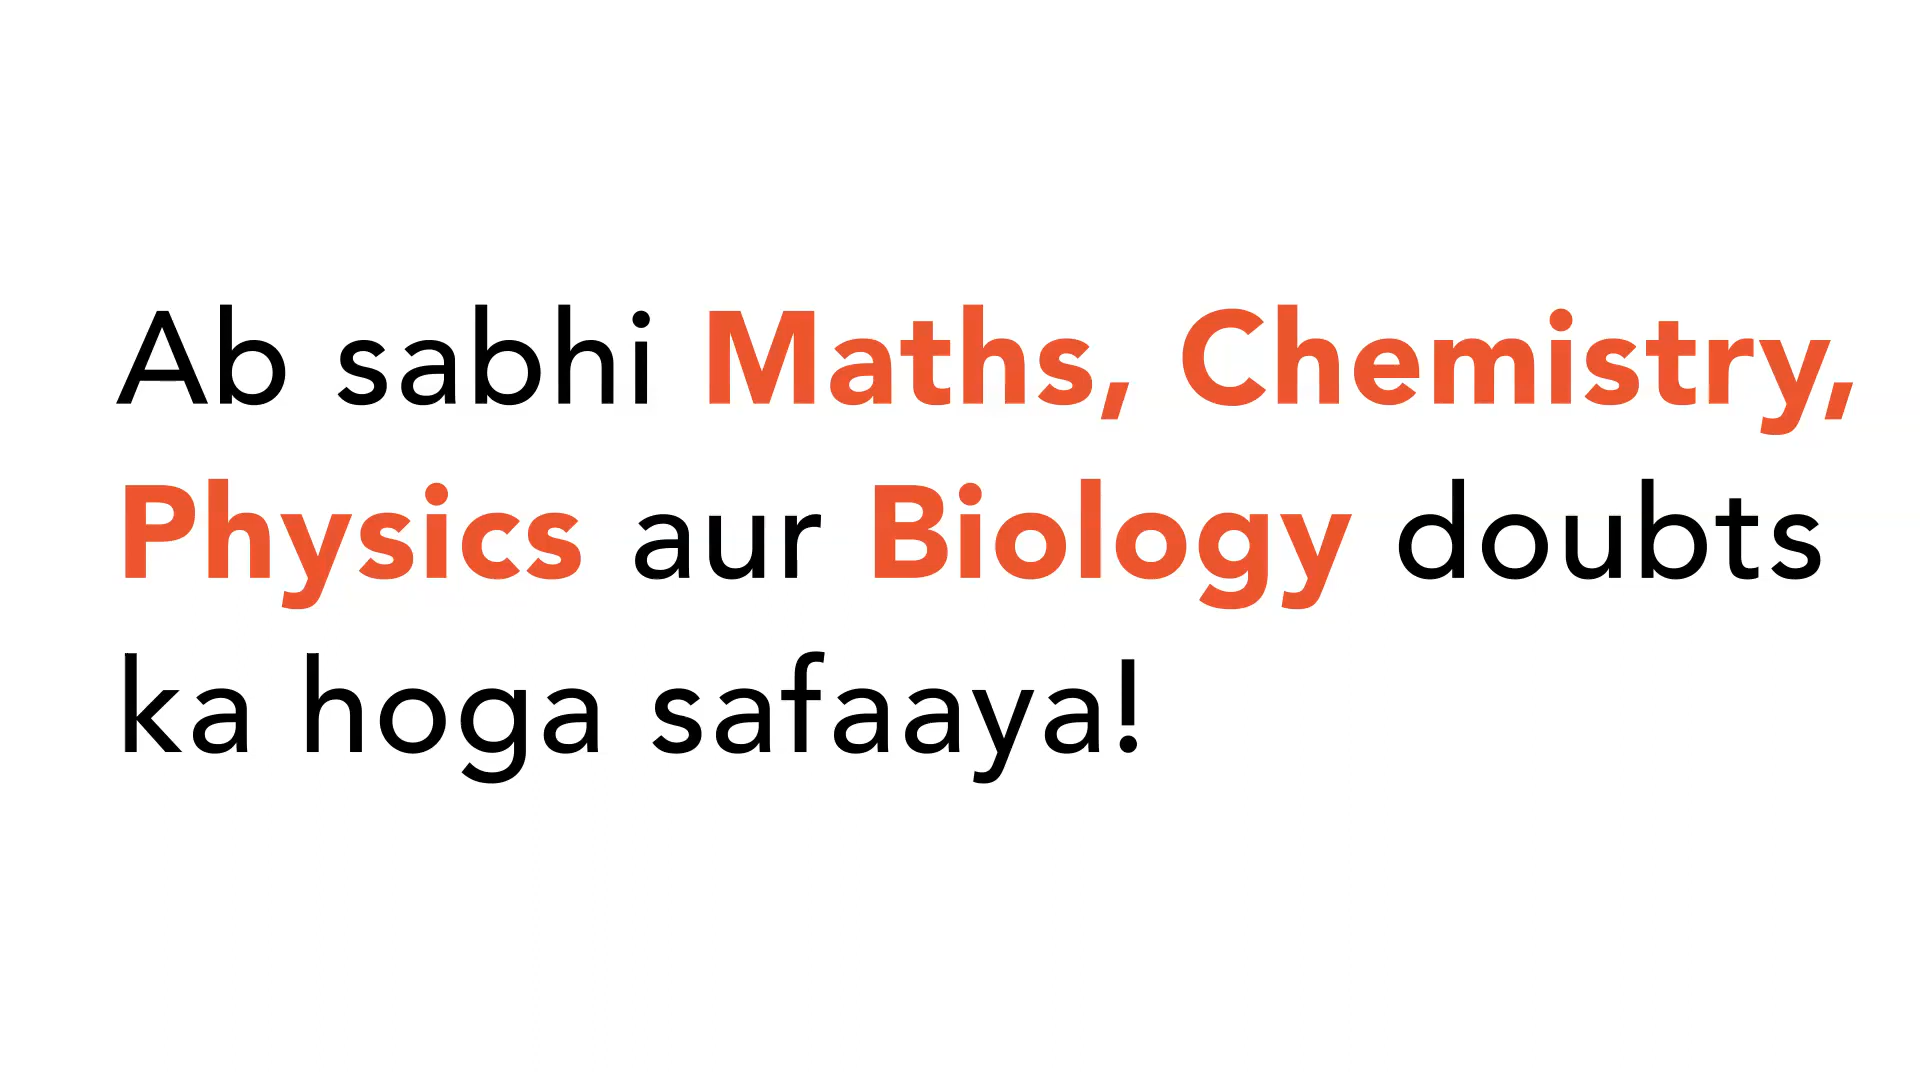 Ab sabhi Maths, Chemistry,
Physics aur Biology doubts
ka hoga safaaya!